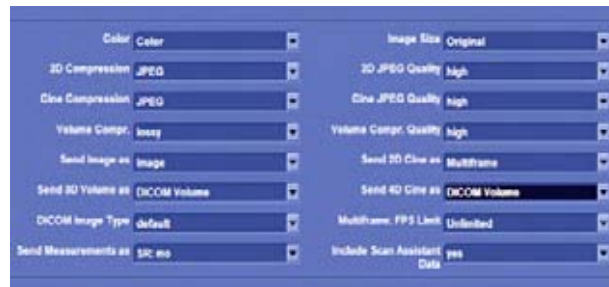 Color Color Image Size Original
2D Compression JPEG 2D JPEG Quality high
Cine Compression JPEG Cine JPEG Quality high
Volume Compr. lossy Volume Compr. Quality high
Send Image as Image Send 2D Cine as Multiframe
Send 3D Volume as DICOM Volume Send 4D Cine as DICOM Volume
DICOM Image Type default Multiframe. FPS Limit Unlimited
Send Measurements as SR: mo Include Scan Assistant yes
Data